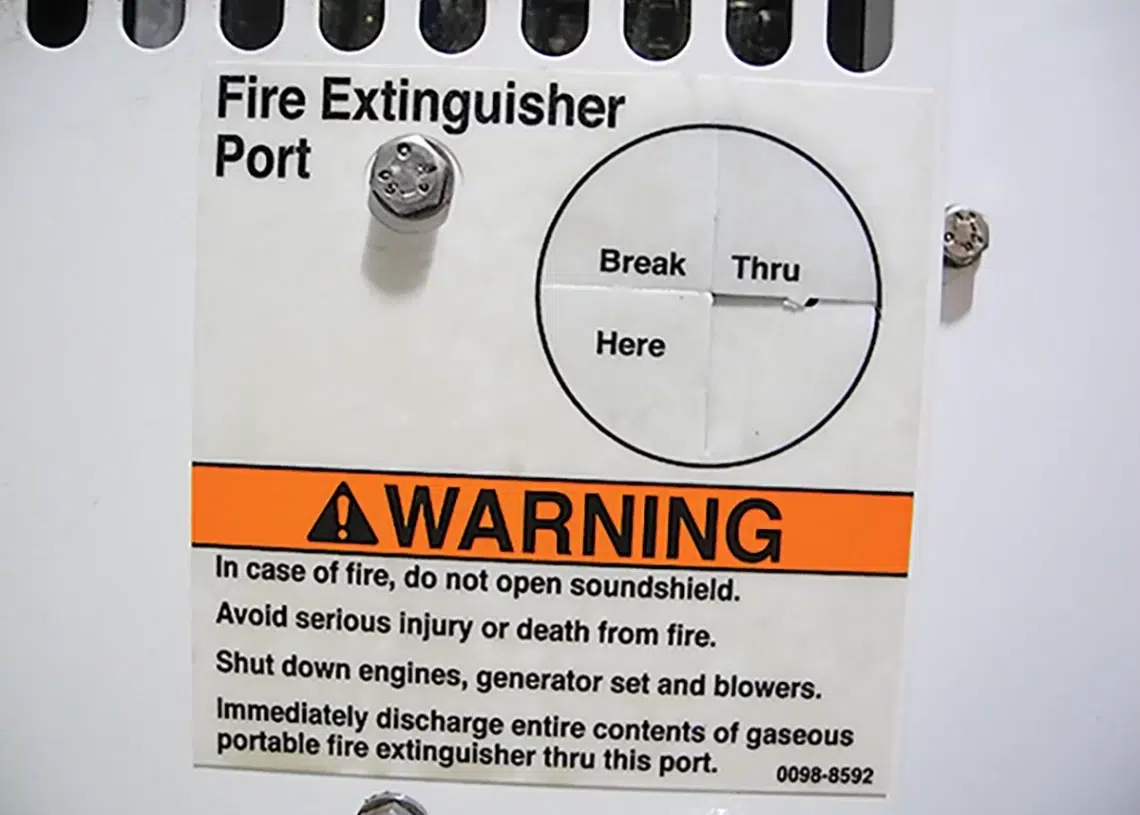 Fire Extinguisher
Port
Break Thru
Here
WARNING
In case of fire, do not open soundshield.
Avoid serious injury or death from fire.
Shut down engines, generator set and blowers.
Immediately discharge entire contents of gaseous
portable fire extinguisher thru this port.
0098-8592